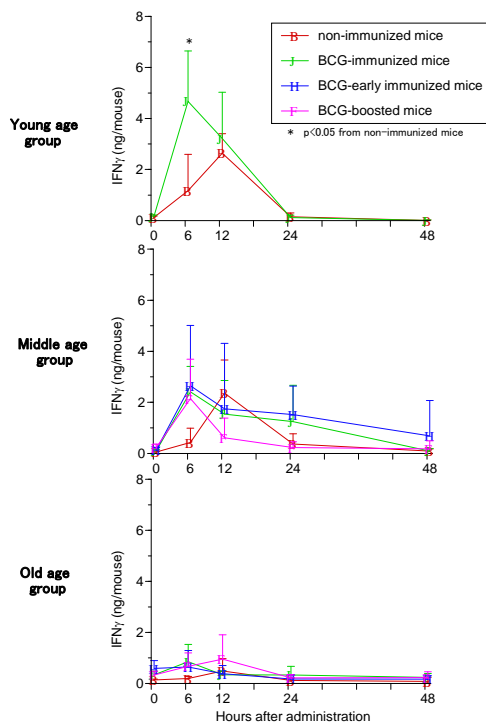 8
6
4
2
0
IFNγ (ng/mouse)
*
B non-immunized mice
J BCG-immunized mice
H BCG-early immunized mice
F BCG-boosted mice
* p<0.05 from non-immunized mice
Young age
group
0 6 12 24 48
8
6
4
2
0
IFNγ (ng/mouse)
Middle age
group
0 6 12 24 48
8
6
4
2
0
IFNγ (ng/mouse)
Old age
group
0 6 12 24 48
Hours after administration